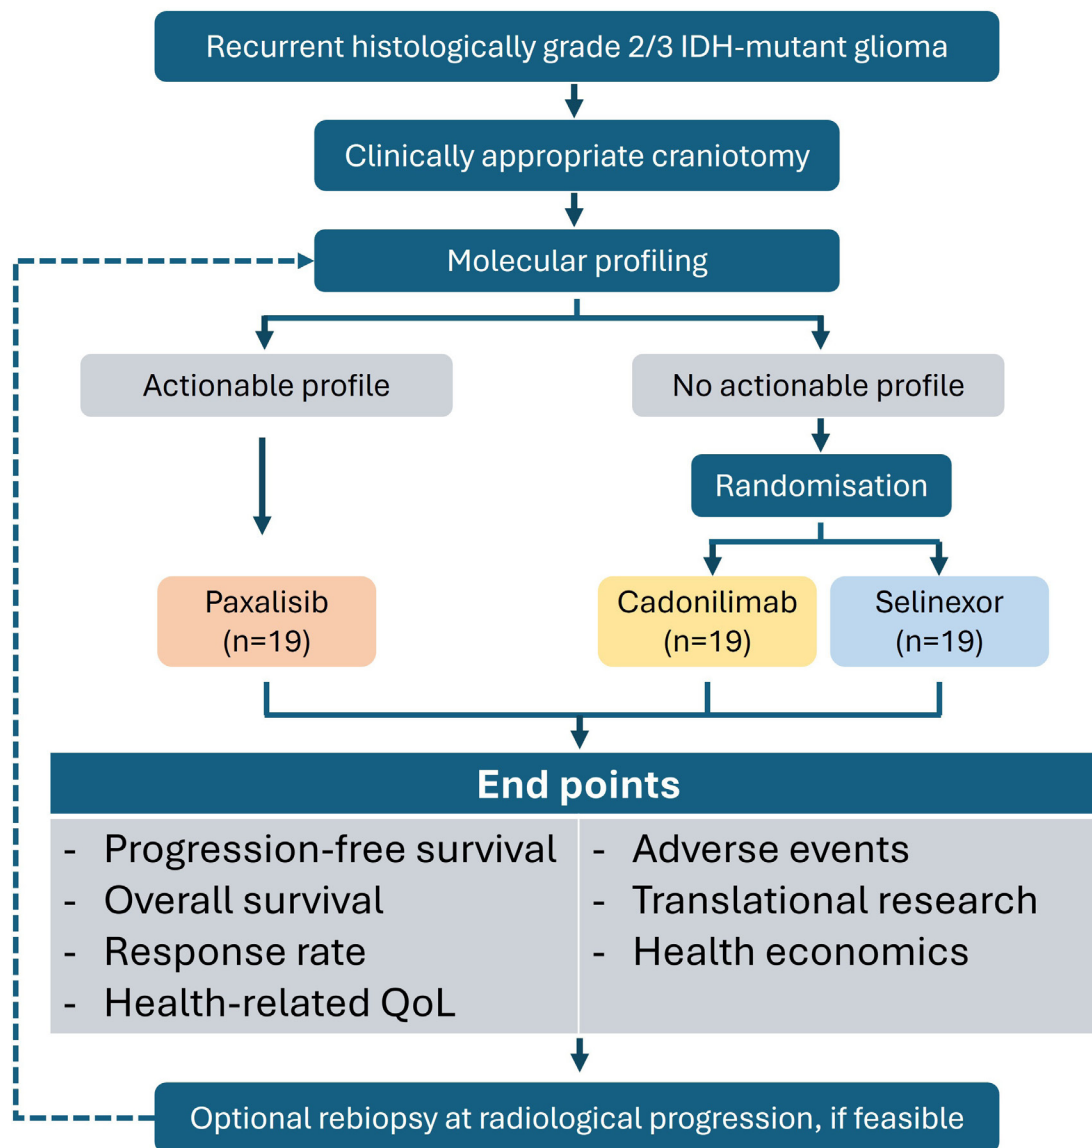 Recurrent histologically grade 2/3 IDH-mutant glioma
Clinically appropriate craniotomy
Molecular profiling
Actionable profile
No actionable profile
Randomisation
Paxalisib
(n=19)
Cadonilimab
(n=19)
Selinexor
(n=19)
End points
- Progression-free survival
- Overall survival
- Response rate
- Health-related QoL
- Adverse events
- Translational research
- Health economics
Optional rebiopsy at radiological progression, if feasible